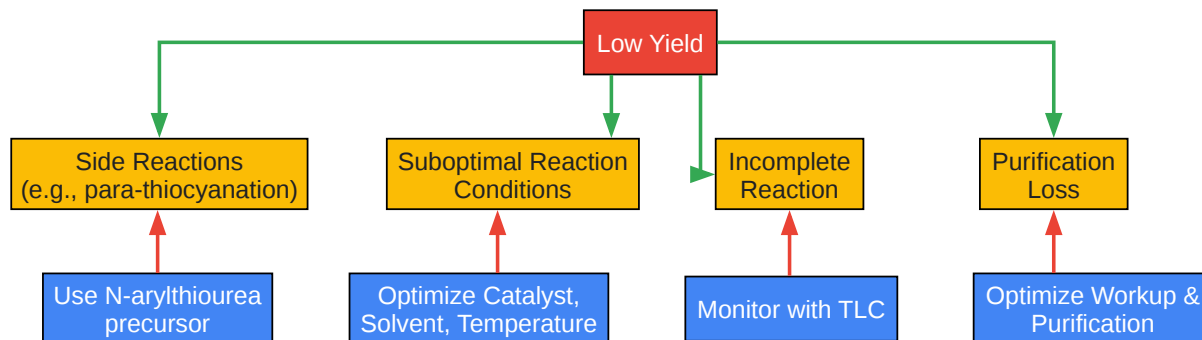 Low Yield
Side Reactions
(e.g., para-thiocyanation)
Suboptimal Reaction
Conditions
Incomplete
Reaction
Purification
Loss
Use N-arylthiourea
precursor
Optimize Catalyst,
Solvent, Temperature
Monitor with TLC
Optimize Workup &
Purification